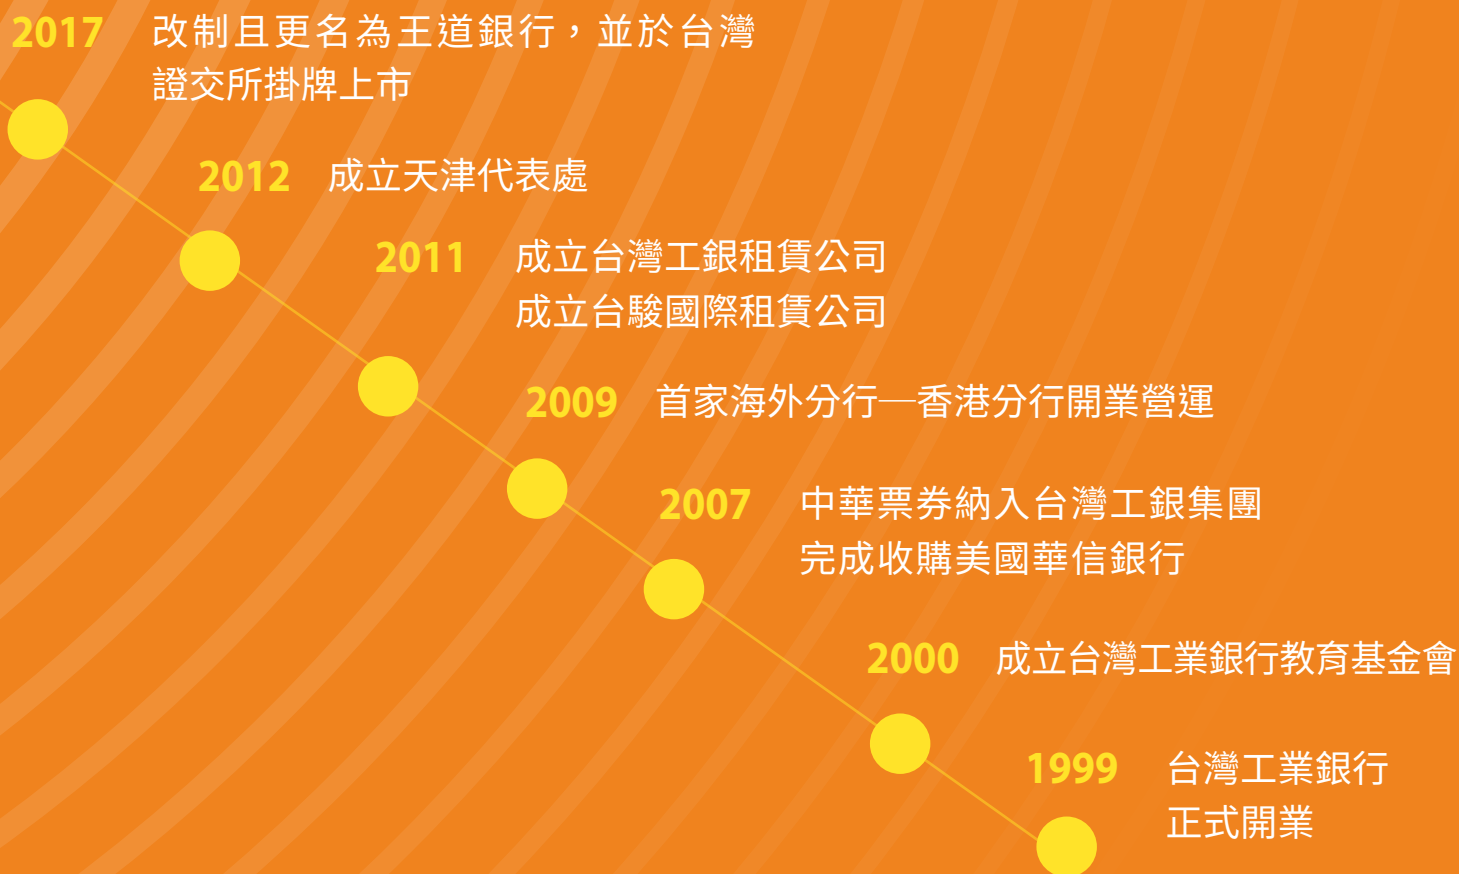 2017 改制且更名為王道銀行，並於台灣
證交所掛牌上市
2012 成立天津代表處
2011 成立台灣工銀租賃公司
成立台駿國際租賃公司
2009 首家海外分行─香港分行開業營運
2007 中華票券納入台灣工銀集團
完成收購美國華信銀行
2000 成立台灣工業銀行教育基金會
1999 台灣工業銀行
正式開業